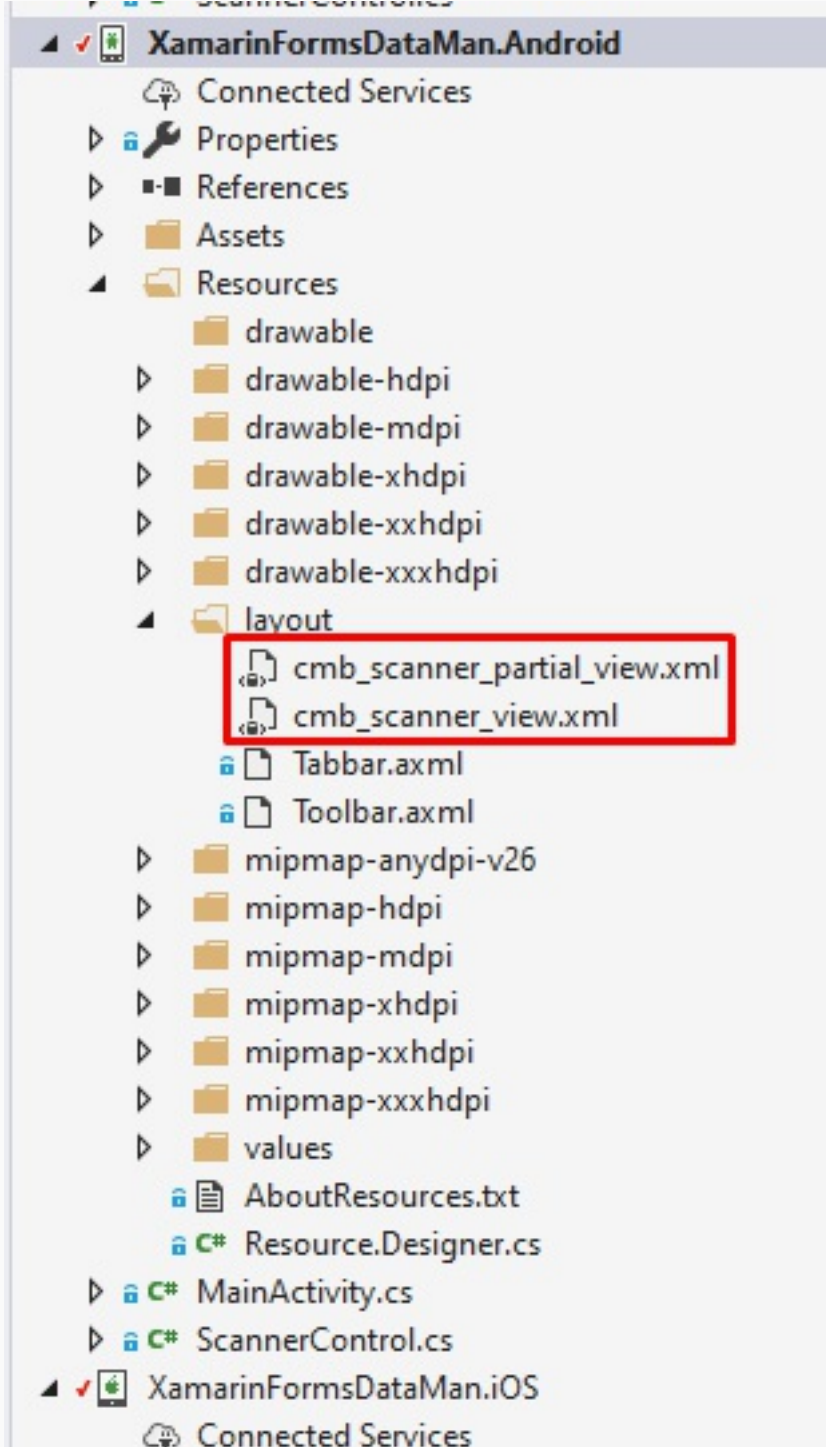 XamarinFormsDataMan.Android
Connected Services
Properties
References
Assets
Resources
drawable
drawable-hdpi
drawable-mdpi
drawable-xhdpi
drawable-xxhdpi
drawable-xxxhdpi
layout
cmb_scanner_partial_view.xml
cmb_scanner_view.xml
Tabbar.axml
Toolbar.axml
mipmap-anydpi-v26
mipmap-hdpi
mipmap-mdpi
mipmap-xhdpi
mipmap-xxhdpi
mipmap-xxxhdpi
values
AboutResources.txt
C# Resource.Designer.cs
C# MainActivity.cs
C# ScannerControl.cs
XamarinFormsDataMan.iOS
Connected Services